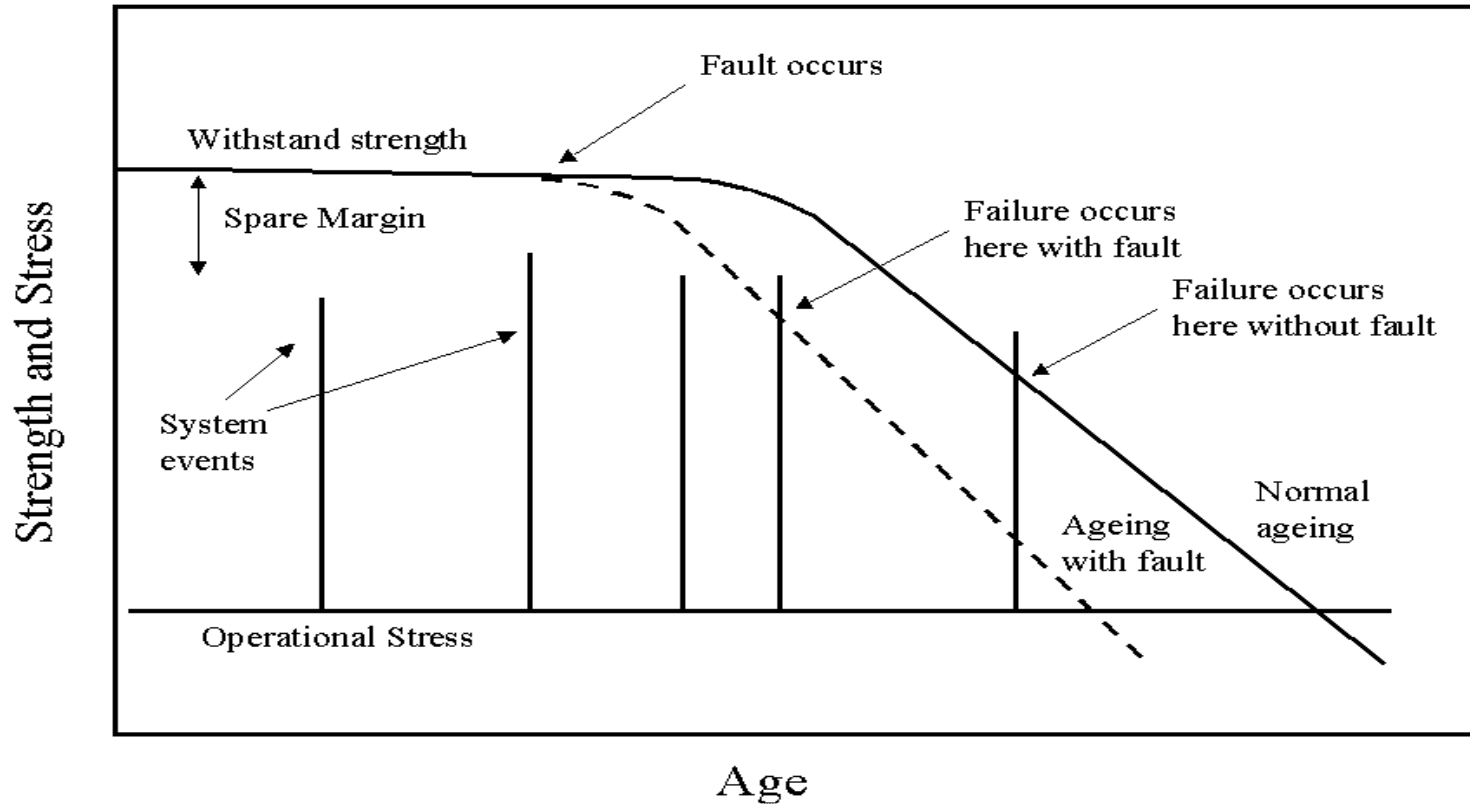 Fault occurs
Withstand strength
Spare Margin
Failure occurs
here with fault
Failure occurs
here without fault
System
events
Normal
ageing
Ageing
with fault
Operational Stress
Strength and Stress
Age